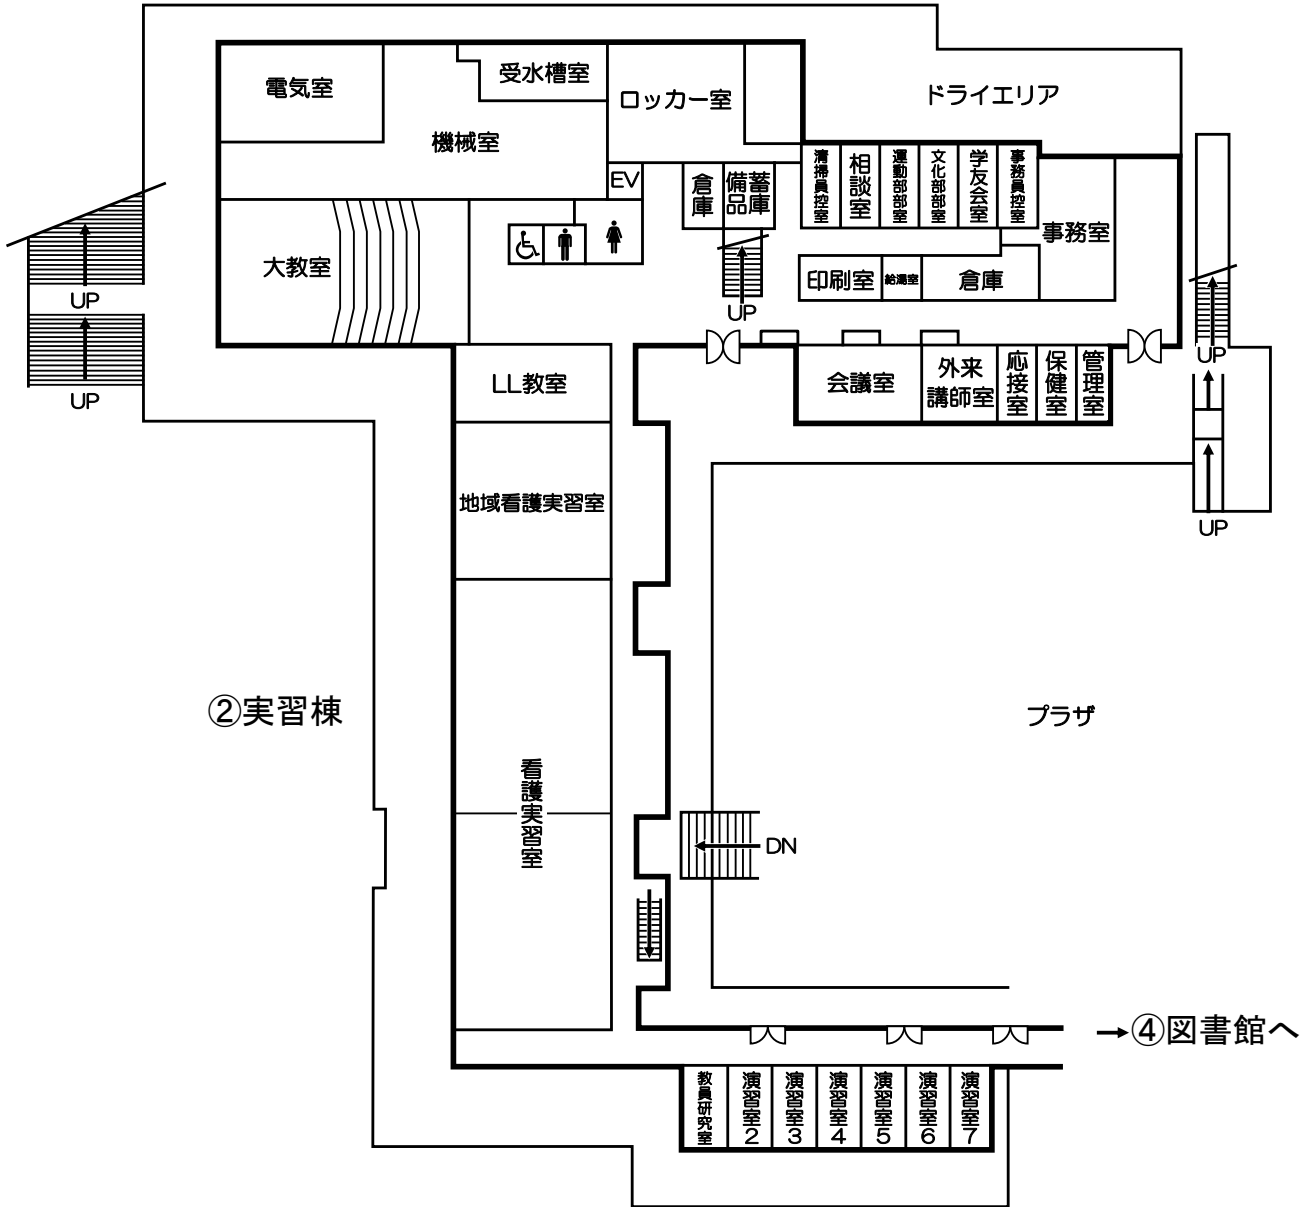 電気室
受水槽室
ロッカー室
ドライエリア
機械室
EV
倉庫
備品
蓄庫
清掃員控室
相談室
運動部部室
文化部部室
学友会室
事務員控室
事務室
大教室
印刷室
給湯室
倉庫
UP
UP
UP
UP
UP
LL教室
会議室
外来
講師室
応接室
保健室
管理室
地域看護実習室
②実習棟
プラザ
看護実習室
DN
→④図書館へ
教員研究室
演習室2
演習室3
演習室4
演習室5
演習室6
演習室7